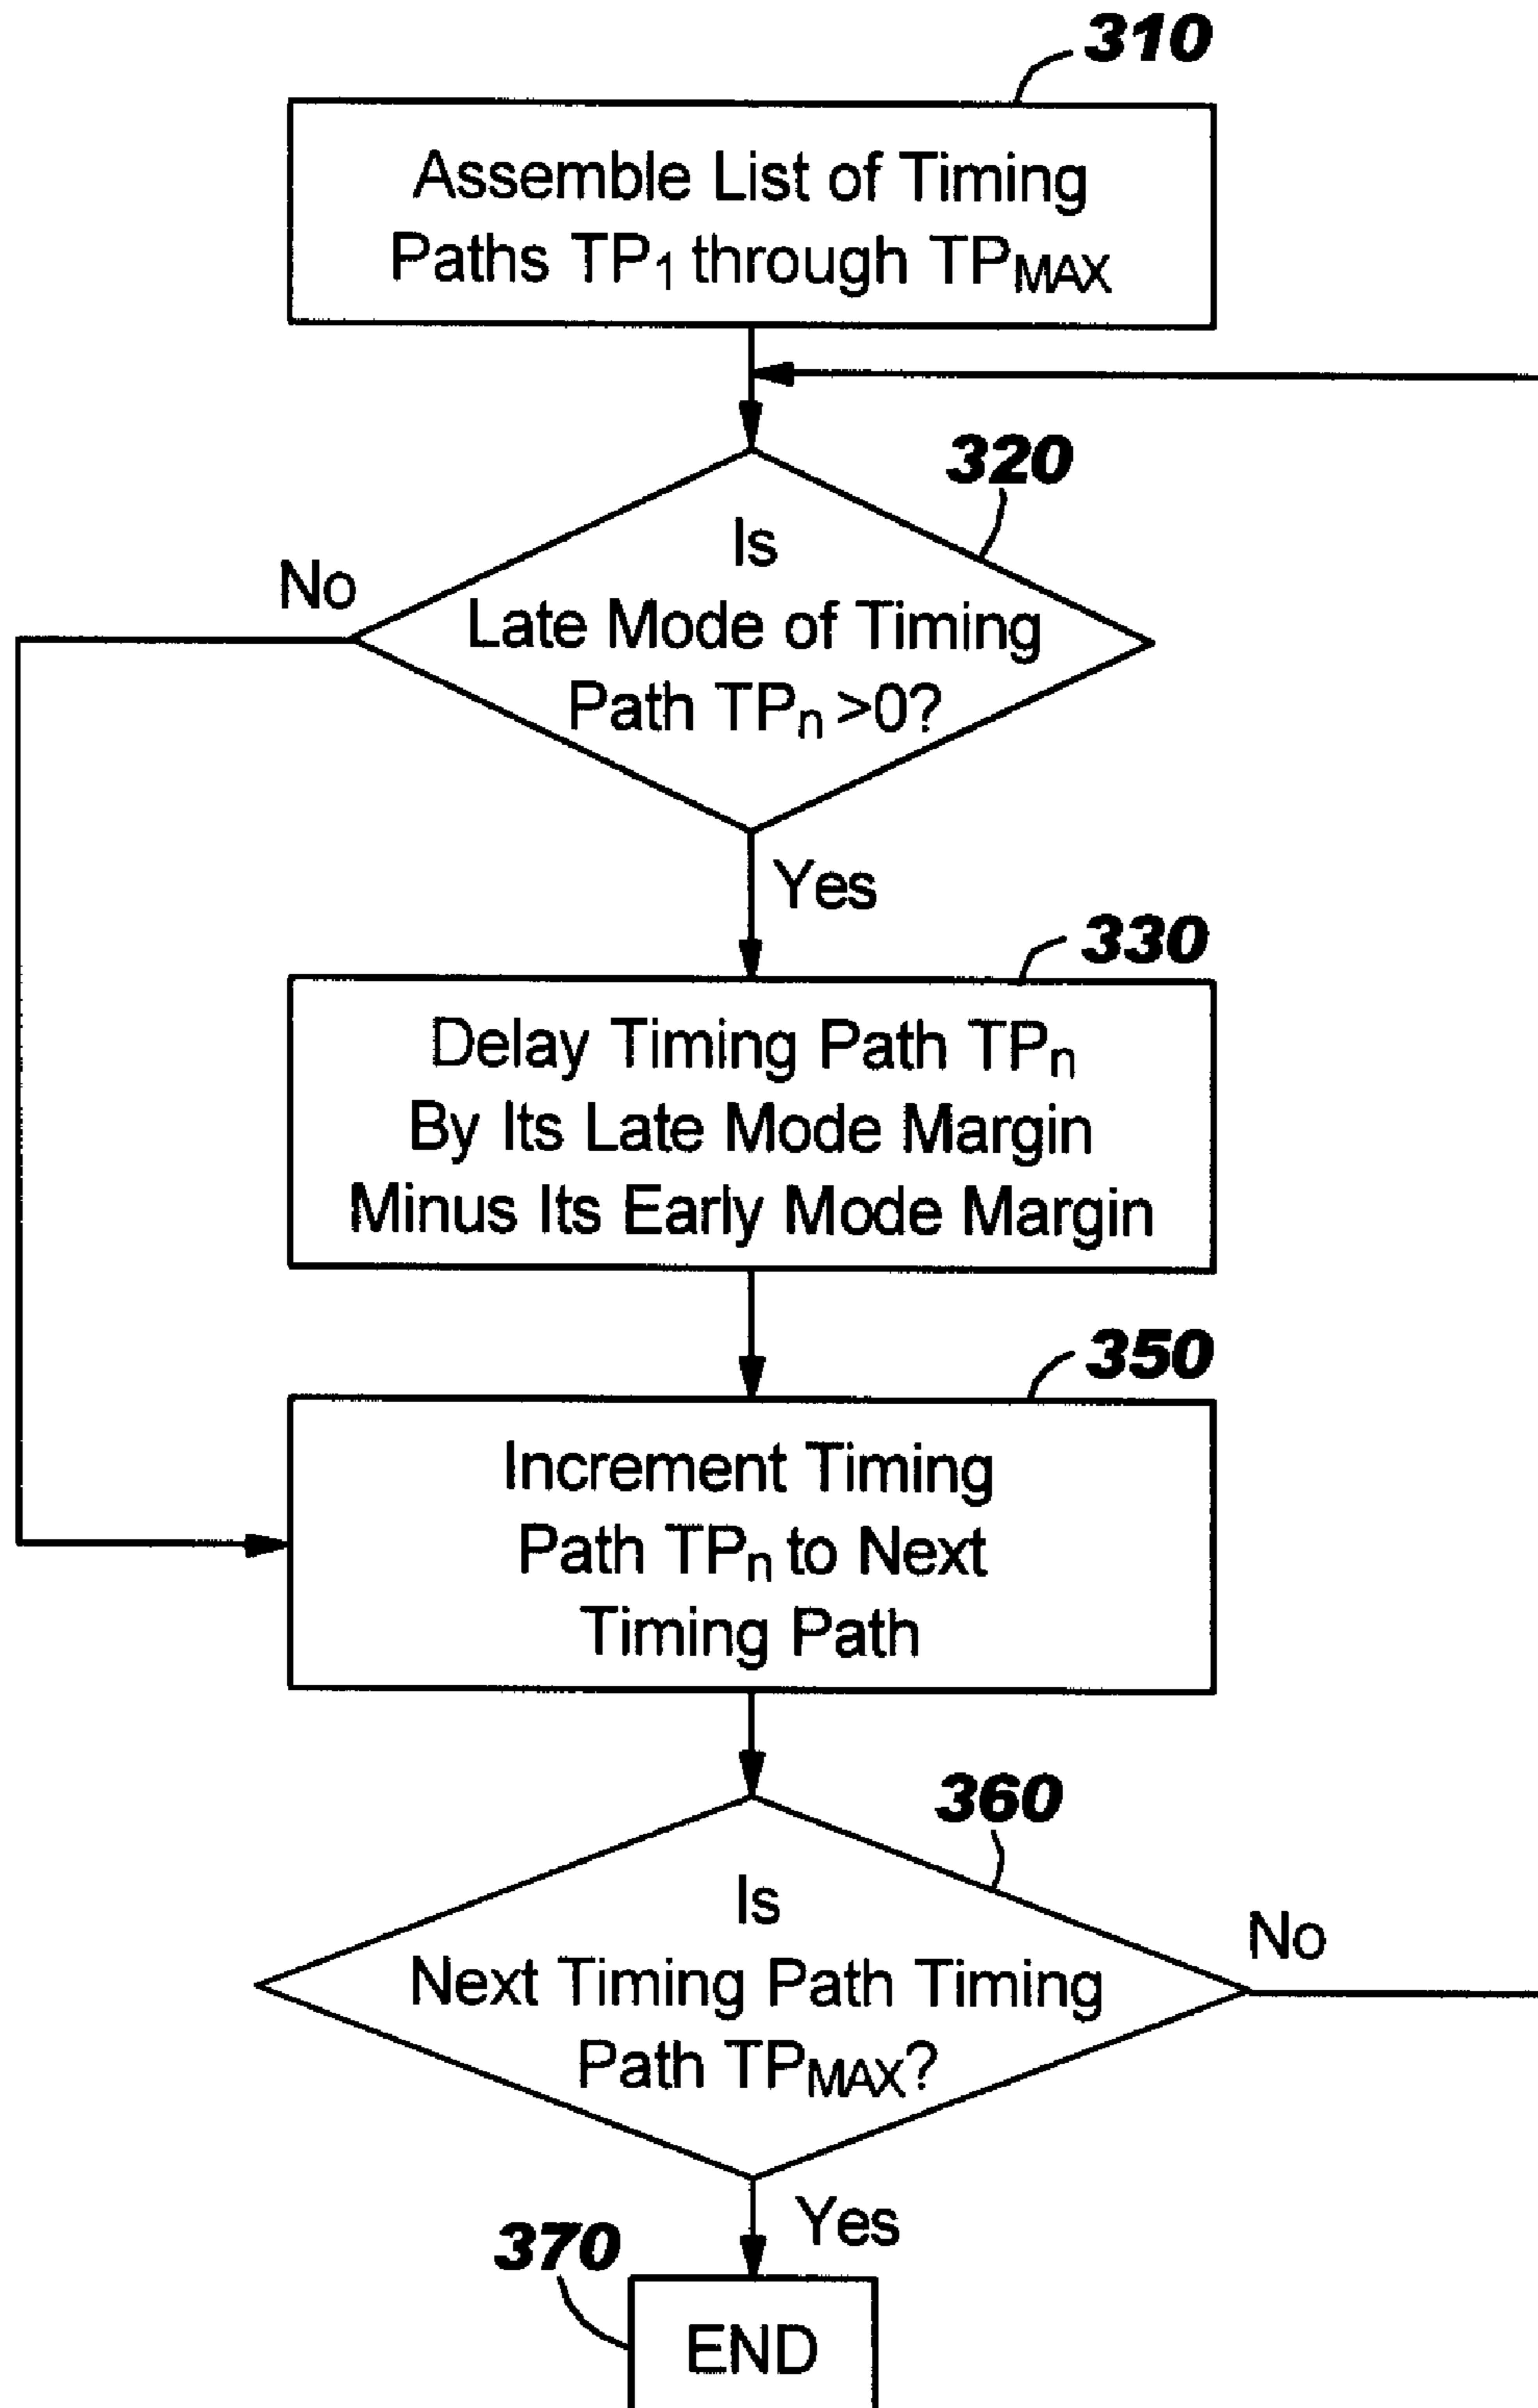 310
Assemble List of Timing
Paths TP₁ through TPMAX
320
No
Is
Late Mode of Timing
Path TPn >0?
Yes
330
Delay Timing Path TPn
By Its Late Mode Margin
Minus Its Early Mode Margin
350
Increment Timing
Path TPn to Next
Timing Path
360
Is
No
Next Timing Path Timing
Path TPMAX?
Yes
370
END